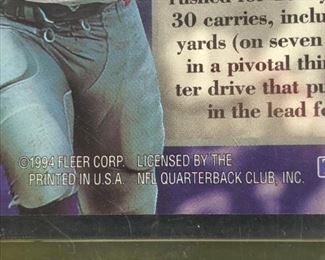 30 carries, inclu
yards (on seven
in a pivotal thi
ter drive that pu
in the lead fo
©1994 FLEER CORP. LICENSED BY THE
PRINTED IN U.S.A. NFL QUARTERBACK CLUB, INC.